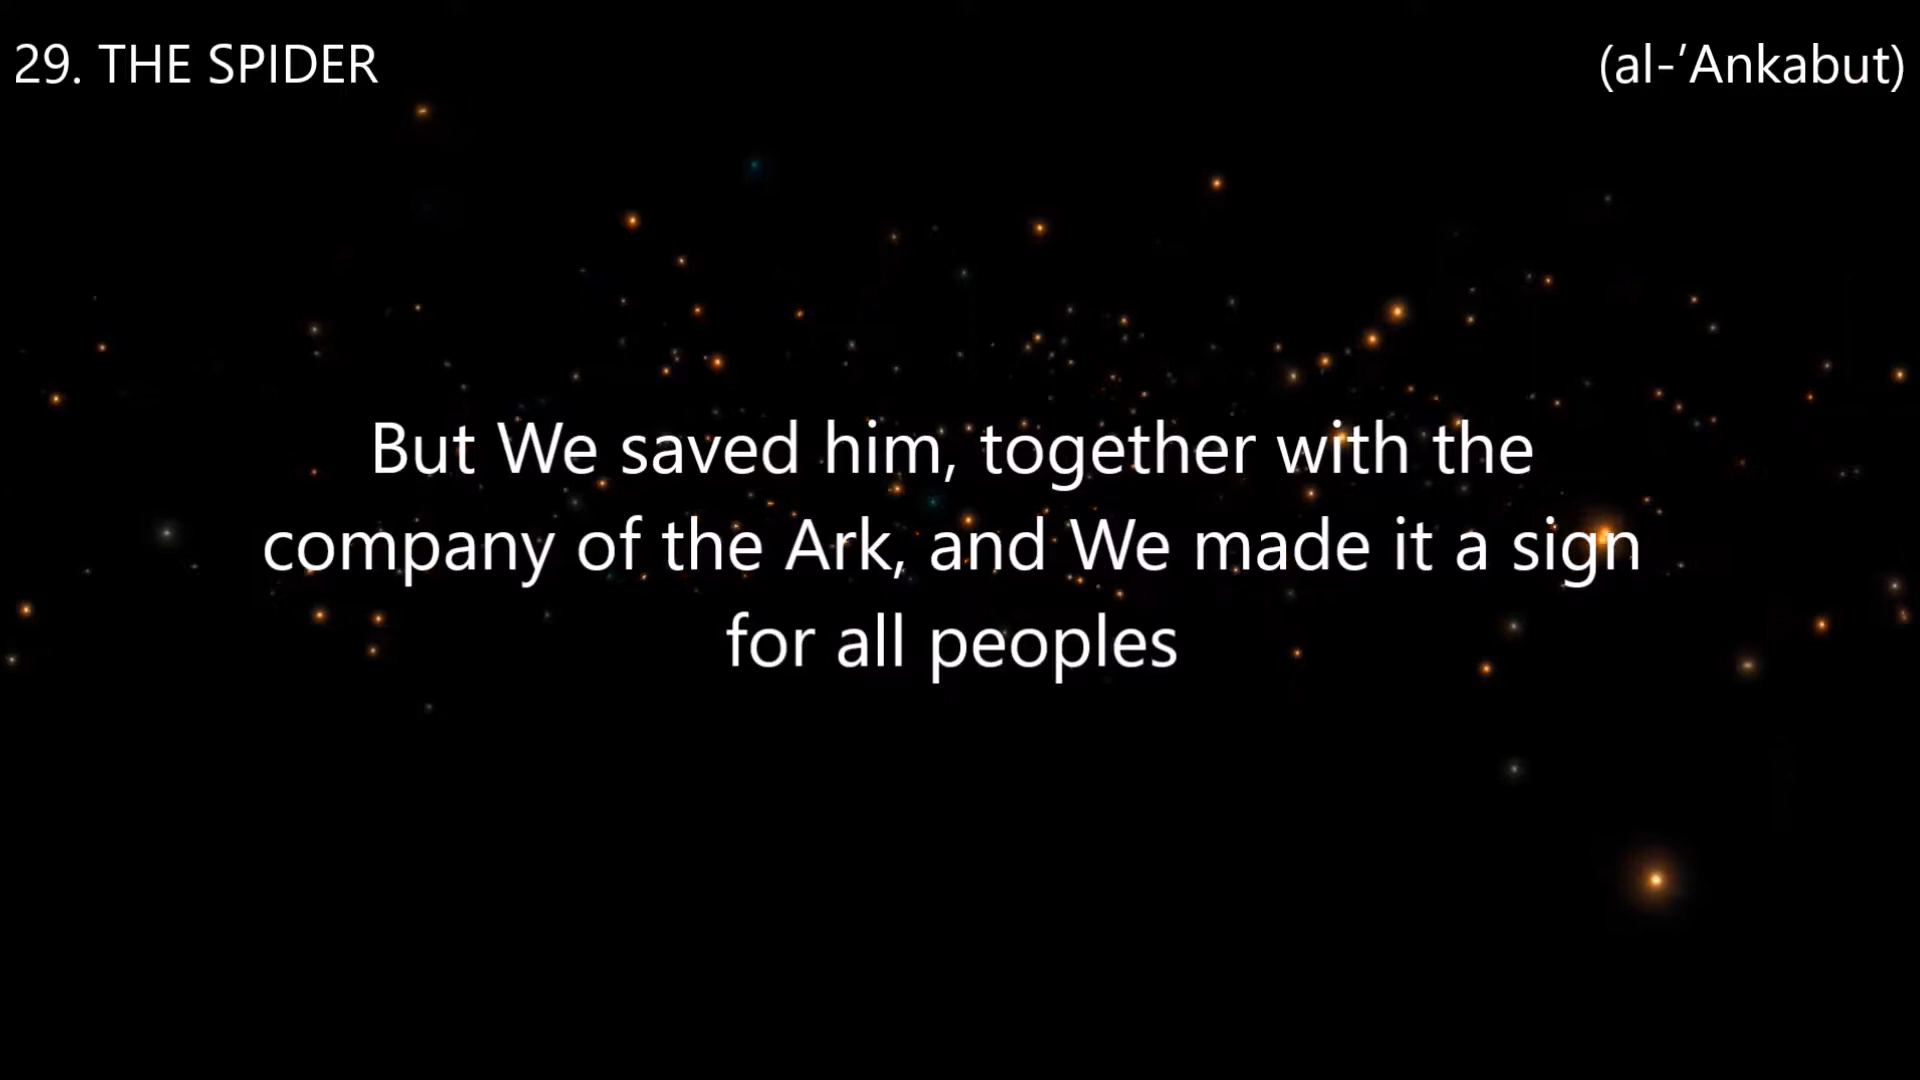 29. THE SPIDER
(al-’Ankabut)
But We saved him, together with the
company of the Ark, and We made it a sign
for all peoples